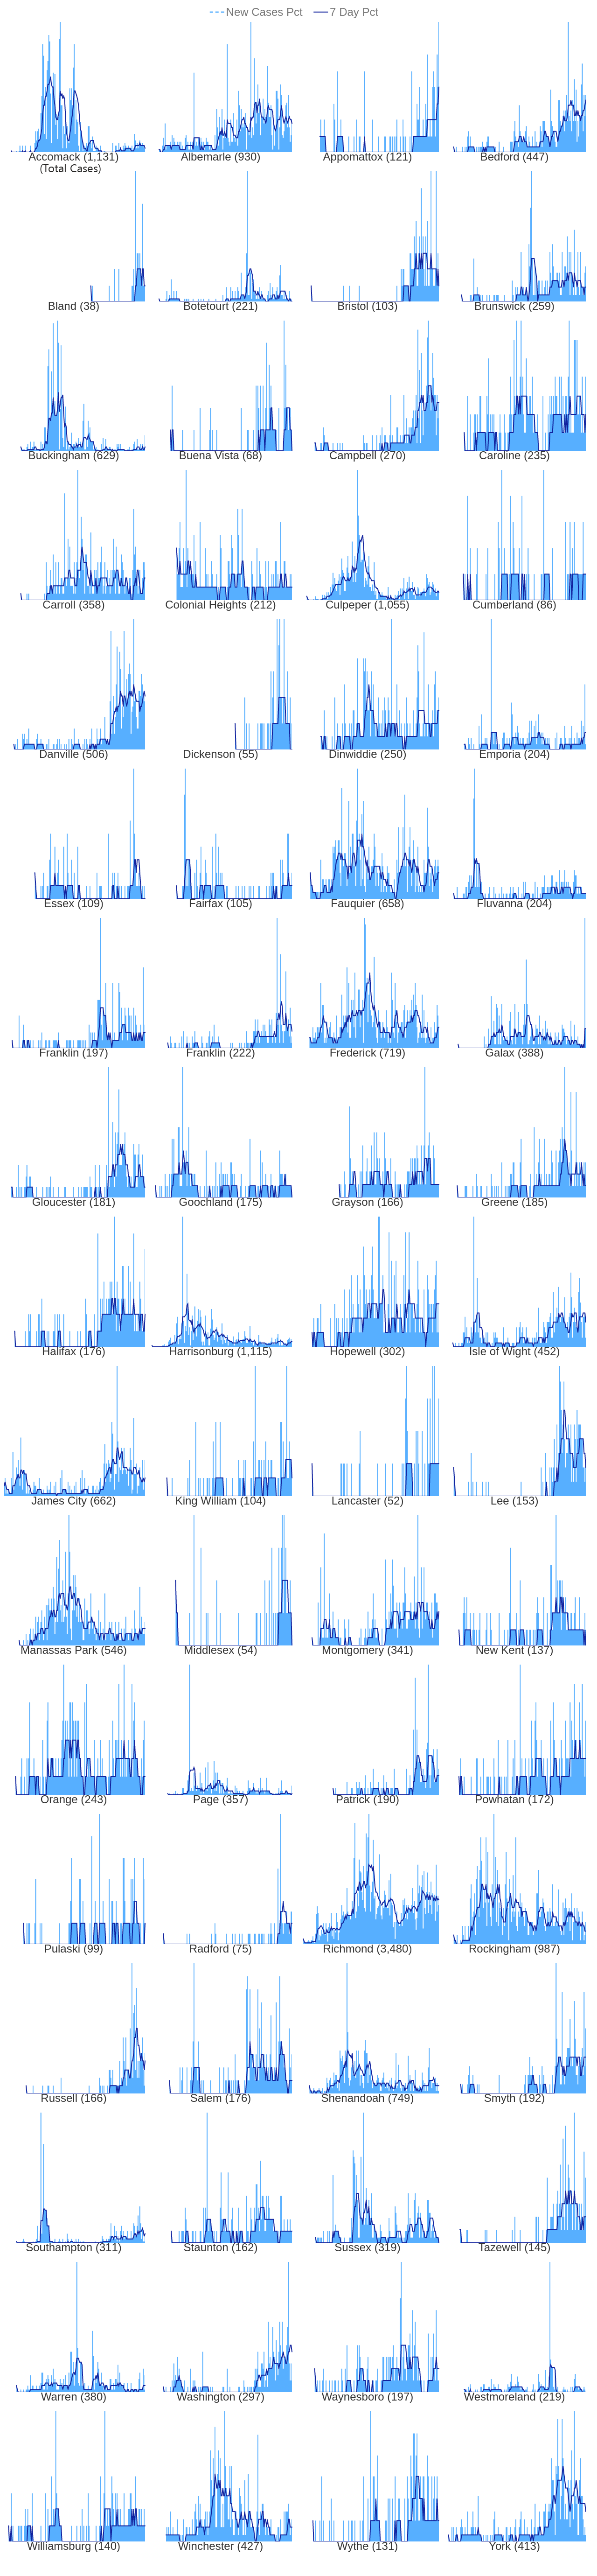 New Cases Pct 7 Day Pct
Accomack (1,131) Albemarle (930) Appomattox (121) Bedford (447)
(Total Cases)
Bland (38) Botetourt (221) Bristol (103) Brunswick (259)
Buckingham (629) Buena Vista (68) Campbell (270) Caroline (235)
Carroll (358) Colonial Heights (212) Culpeper (1,055) Cumberland (86)
Danville (506) Dickenson (55) Dinwiddie (250) Emporia (204)
Essex (109) Fairfax (105) Fauquier (658) Fluvanna (204)
Franklin (197) Franklin (222) Frederick (719) Galax (388)
Gloucester (181) Goochland (175) Grayson (166) Greene (185)
Halifax (176) Harrisonburg (1,115) Hopewell (302) Isle of Wight (452)
James City (662) King William (104) Lancaster (52) Lee (153)
Manassas Park (546) Middlesex (54) Montgomery (341) New Kent (137)
Orange (243) Page (357) Patrick (190) Powhatan (172)
Pulaski (99) Radford (75) Richmond (3,480) Rockingham (987)
Russell (166) Salem (176) Shenandoah (749) Smyth (192)
Southampton (311) Staunton (162) Sussex (319) Tazewell (145)
Warren (380) Washington (297) Waynesboro (197) Westmoreland (219)
Williamsburg (140) Winchester (427) Wythe (131) York (413)